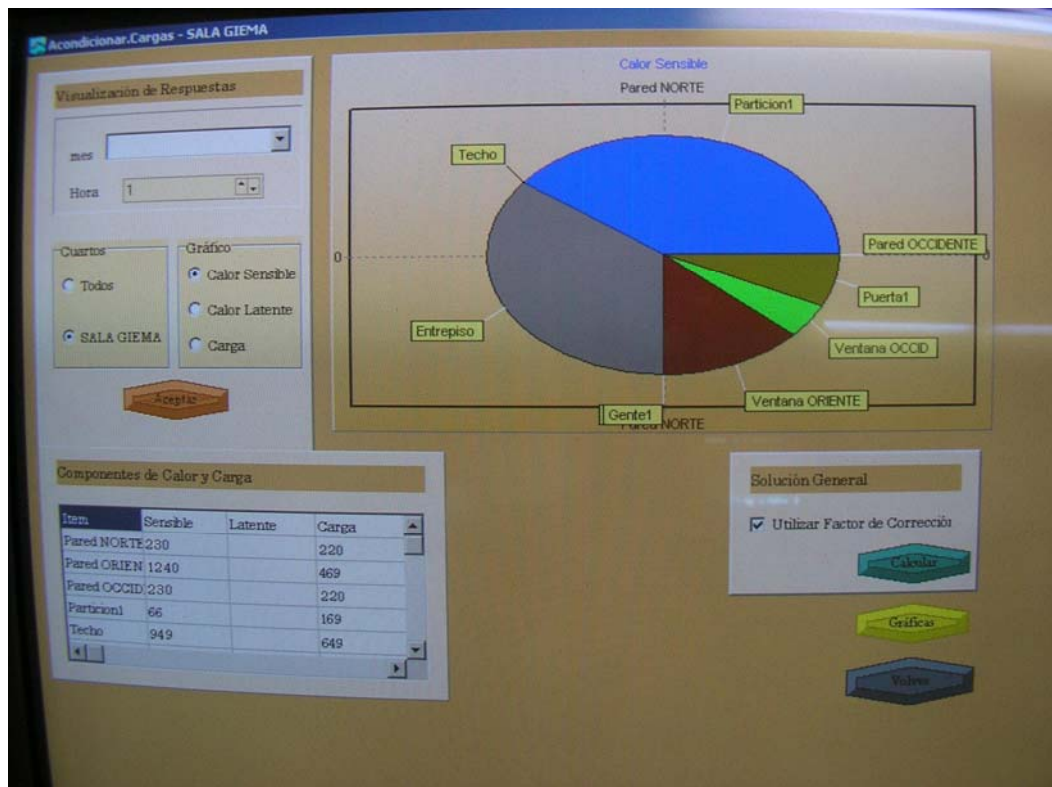 Acondicionar.Cargas - SALA GIEMA
Visualización de Respuestas
mes
Hora 1
Cuartos
Todos
SALA GIEMA
Gráfico
Calor Sensible
Calor Latente
Carga
Aceptar
Calor Sensible
Pared NORTE
Particion1
Techo
Pared OCCIDENTE
0
0
Puerta1
Entrepiso
Ventana OCCID
Ventana ORIENTE
Gente1
NORTE
Componentes de Calor y Carga
Item Sensible Latente Carga
Pared NORTE 230 220
Pared ORIEN 1240 469
Pared OCCID 230 220
Particion1 66 169
Techo 949 649
Solución General
Utilizar Factor de Correcció
Calcular
Gráficas
Volver